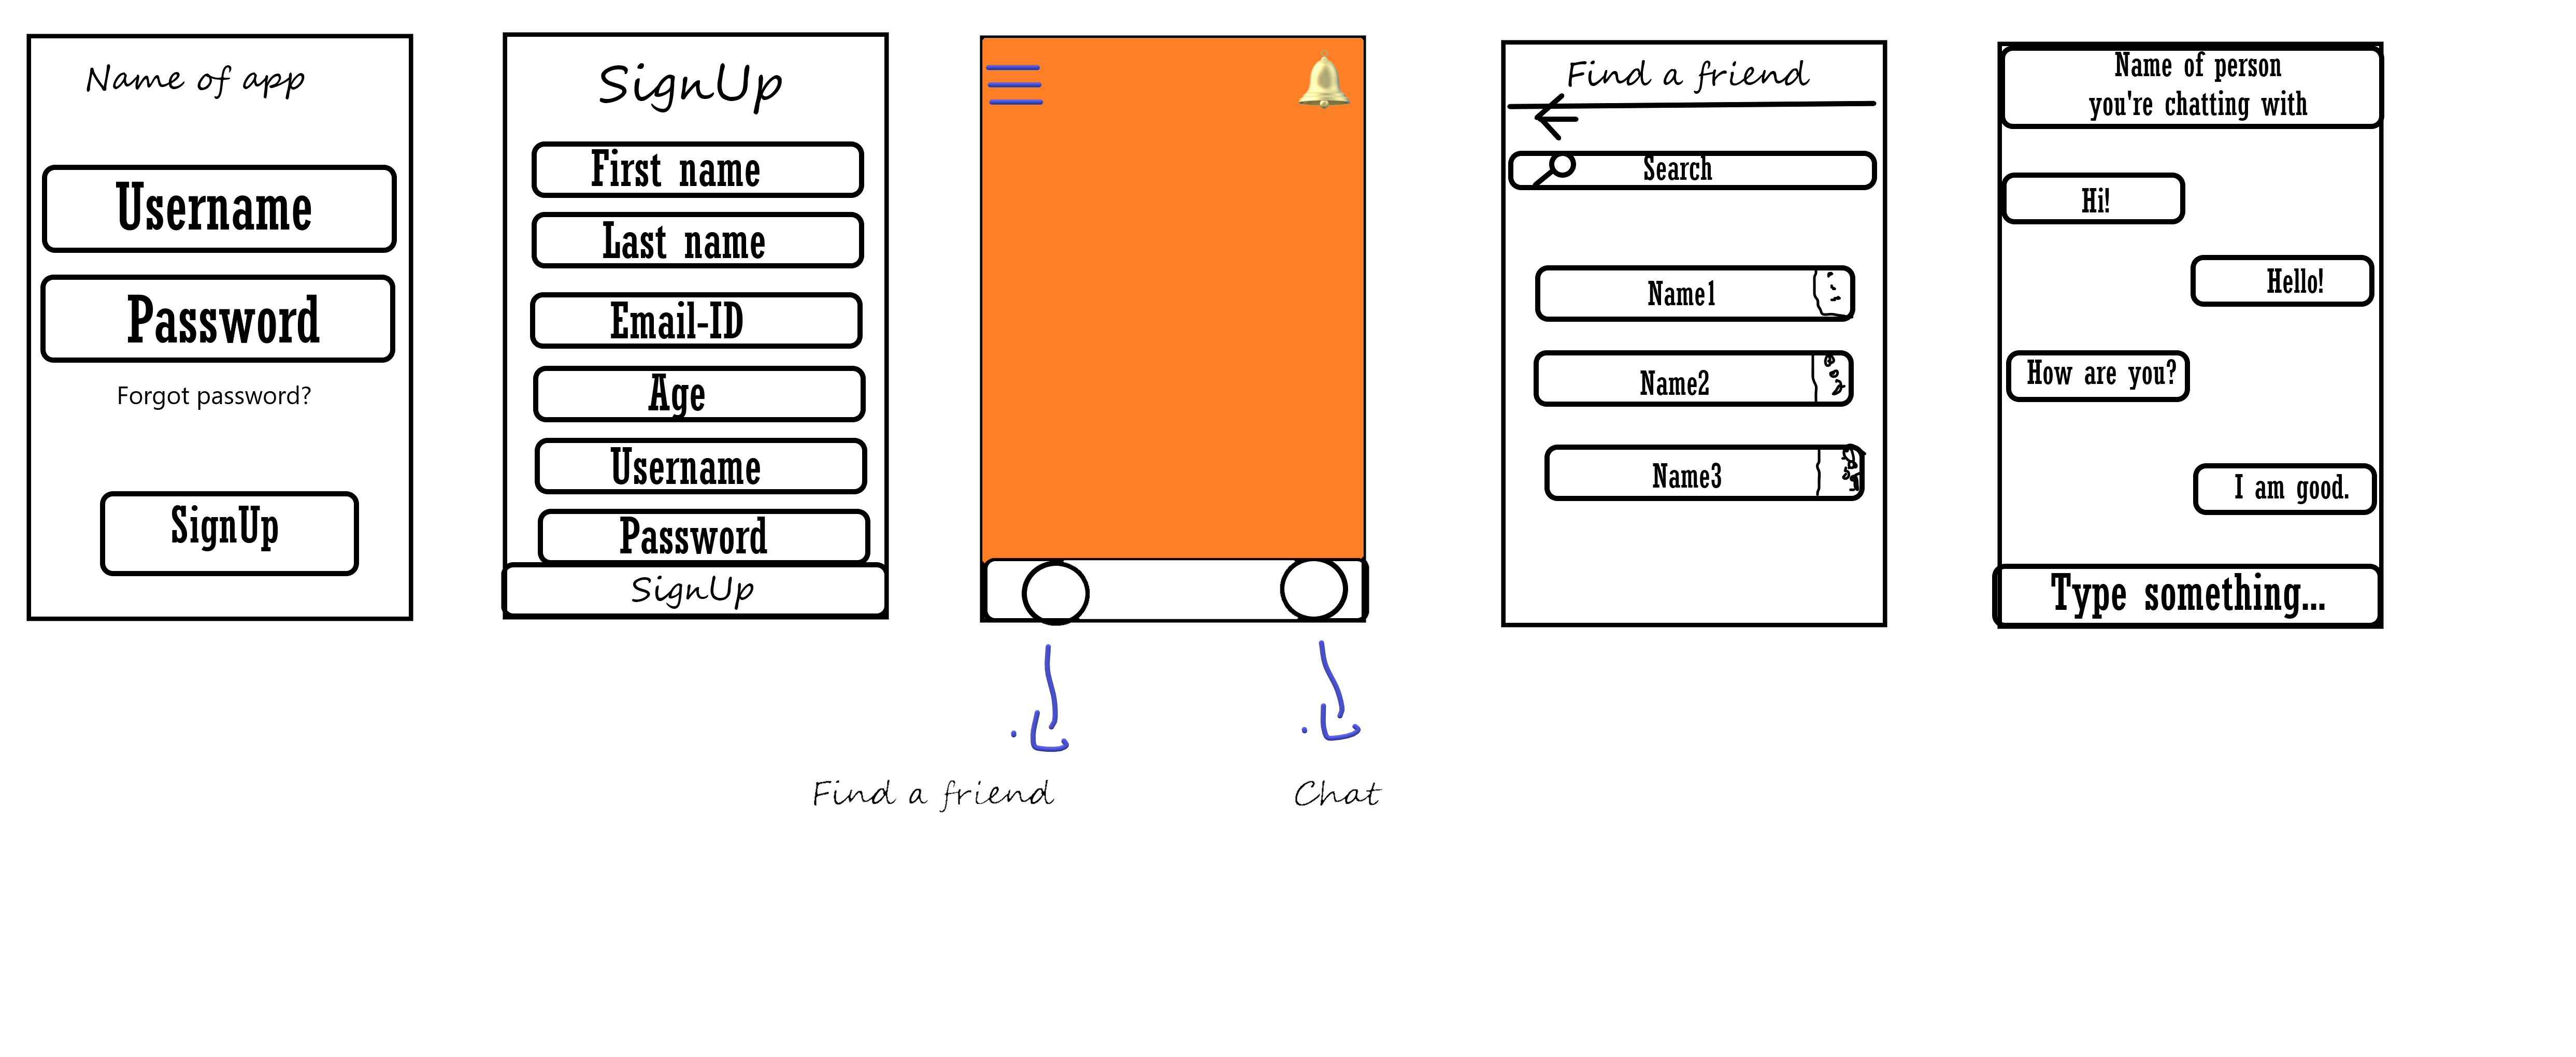 Name of app
Username
Password
Forgot password?
SignUp
SignUp
First name
Last name
Email-ID
Age
Username
Password
SignUp
Find a friend
Chat
Find a friend
Search
Name1
Name2
Name3
Name of person
you're chatting with
Hi!
Hello!
How are you?
I am good.
Type something...